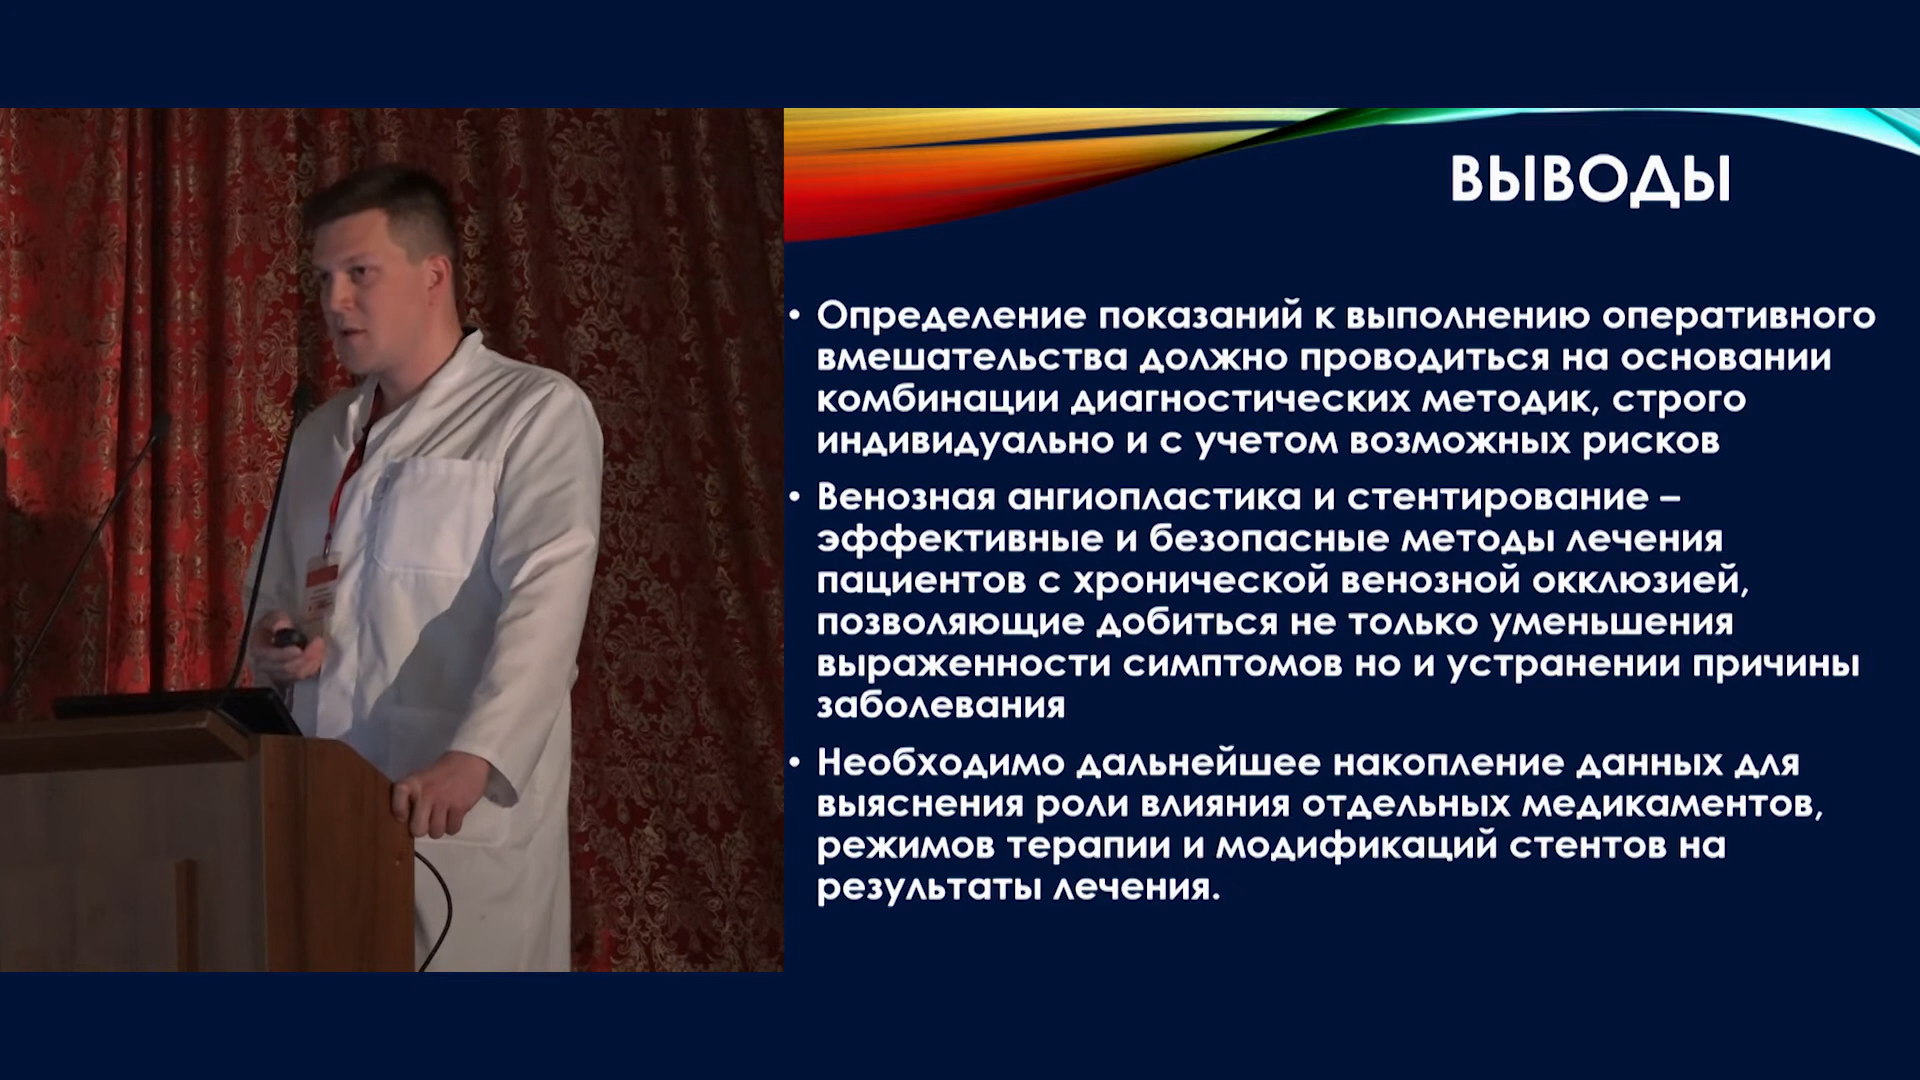 ВЫВОДЫ
• Определение показаний к выполнению оперативного
вмешательства должно проводиться на основании
комбинации диагностических методик, строго
индивидуально и с учетом возможных рисков
• Венозная ангиопластика и стентирование –
эффективные и безопасные методы лечения
пациентов с хронической венозной окклюзией,
позволяющие добиться не только уменьшения
выраженности симптомов но и устранении причины
заболевания
• Необходимо дальнейшее накопление данных для
выяснения роли влияния отдельных медикаментов,
режимов терапии и модификаций стентов на
результаты лечения.